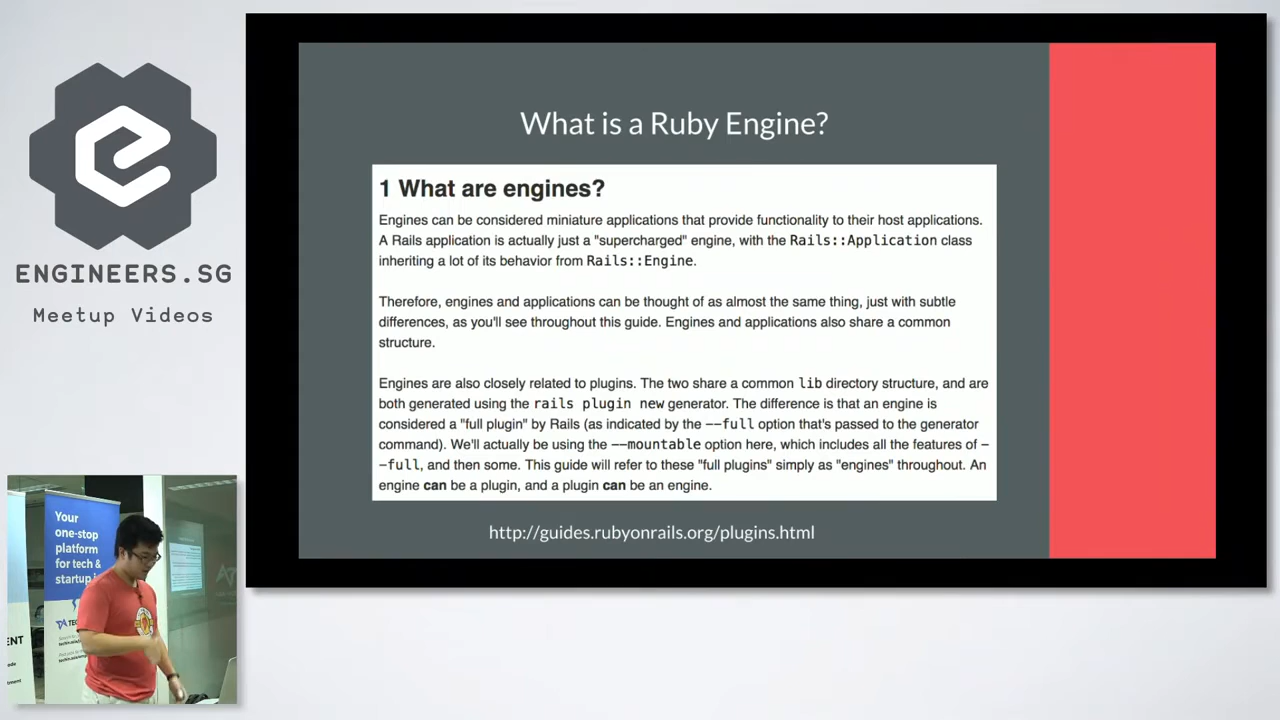 ENGINEERS.SG
Meetup Videos
What is a Ruby Engine?
1 What are engines?
Engines can be considered miniature applications that provide functionality to their host applications.
A Rails application is actually just a "supercharged" engine, with the Rails::Application class
inheriting a lot of its behavior from Rails::Engine.
Therefore, engines and applications can be thought of as almost the same thing, just with subtle
differences, as you'll see throughout this guide. Engines and applications also share a common
structure.
Engines are also closely related to plugins. The two share a common lib directory structure, and are
both generated using the rails plugin new generator. The difference is that an engine is
considered a "full plugin" by Rails (as indicated by the --full option that's passed to the generator
command). We'll actually be using the --mountable option here, which includes all the features of -
-full, and then some. This guide will refer to these "full plugins" simply as "engines" throughout. An
engine can be a plugin, and a plugin can be an engine.
http://guides.rubyonrails.org/plugins.html
Your
one-stop
platform
for tech &